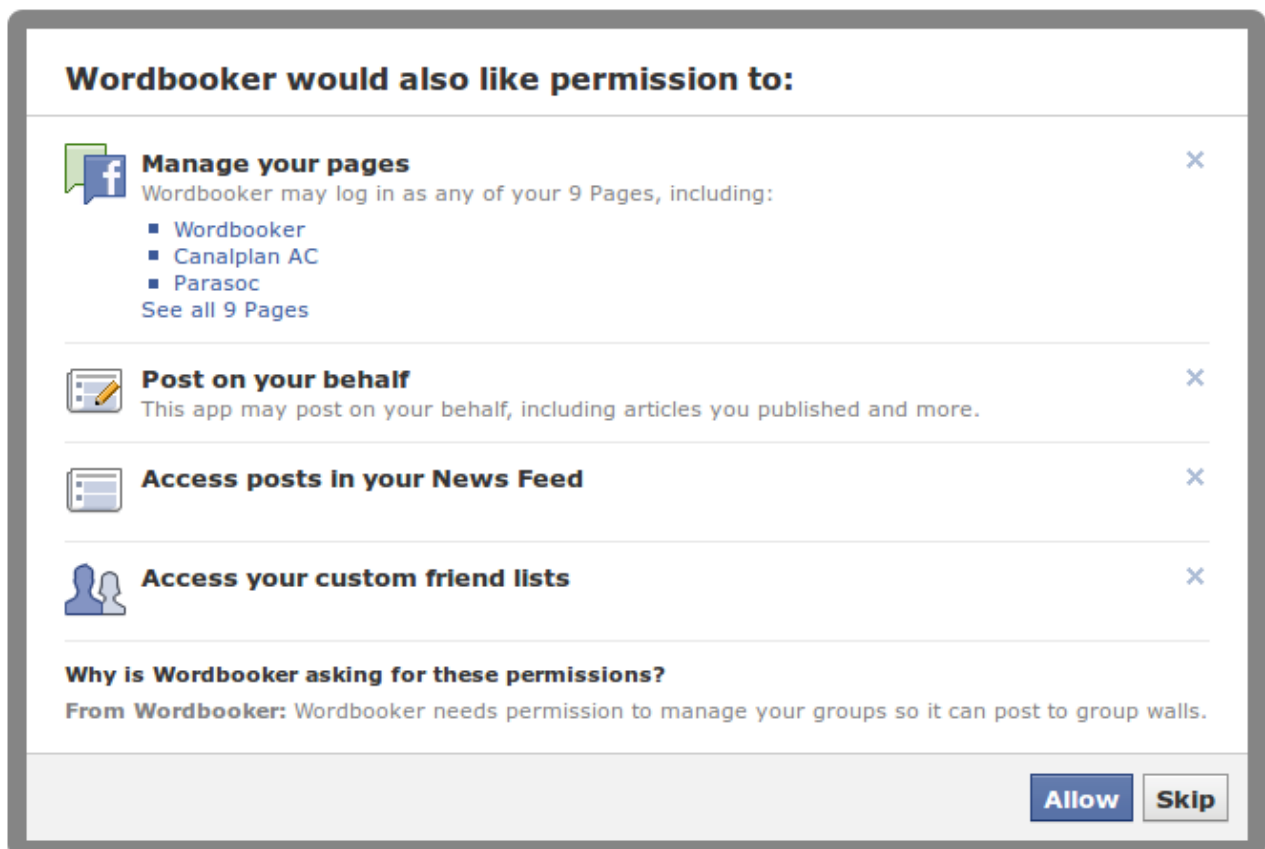 Wordbooker would also like permission to:
Manage your pages
Wordbooker may log in as any of your 9 Pages, including:
Wordbooker
Canalplan AC
Parasoc
See all 9 Pages
Post on your behalf
This app may post on your behalf, including articles you published and more.
Access posts in your News Feed
Access your custom friend lists
Why is Wordbooker asking for these permissions?
From Wordbooker: Wordbooker needs permission to manage your groups so it can post to group walls.
Allow Skip